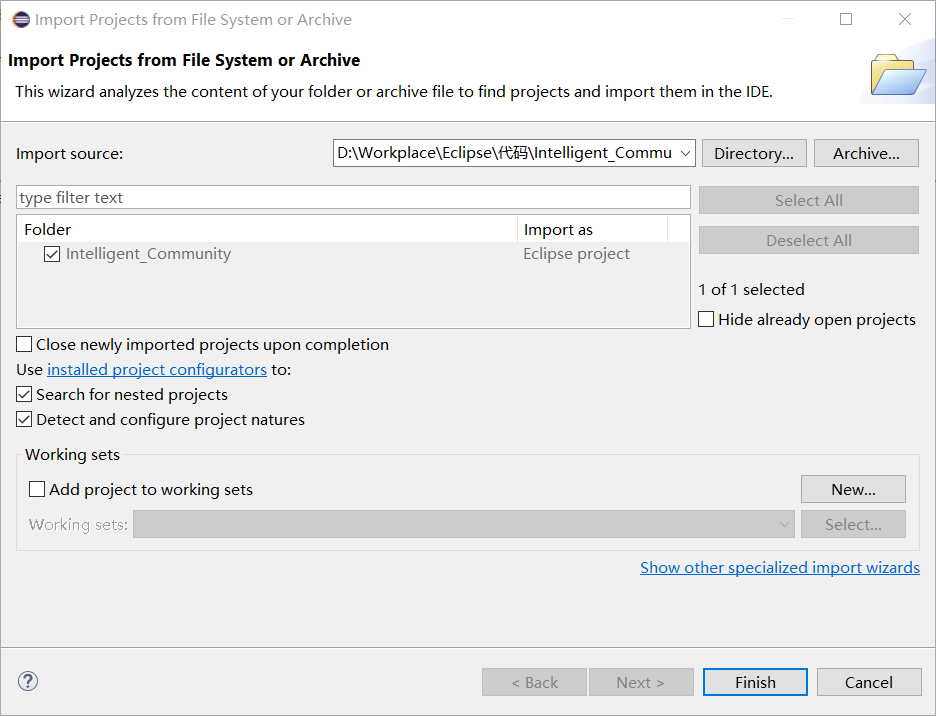 Import Projects from File System or Archive
Import Projects from File System or Archive
This wizard analyzes the content of your folder or archive file to find projects and import them in the IDE.
Import source: D:\Workplace\Eclipse\代码\Intelligent_Commu Directory... Archive...
type filter text Select All
Folder Import as
Deselect All
Intelligent_Community Eclipse project
1 of 1 selected
Hide already open projects
Close newly imported projects upon completion
Use installed project configurators to:
Search for nested projects
Detect and configure project natures
Working sets
Add project to working sets New...
Working sets: Select...
Show other specialized import wizards
? < Back Next > Finish Cancel